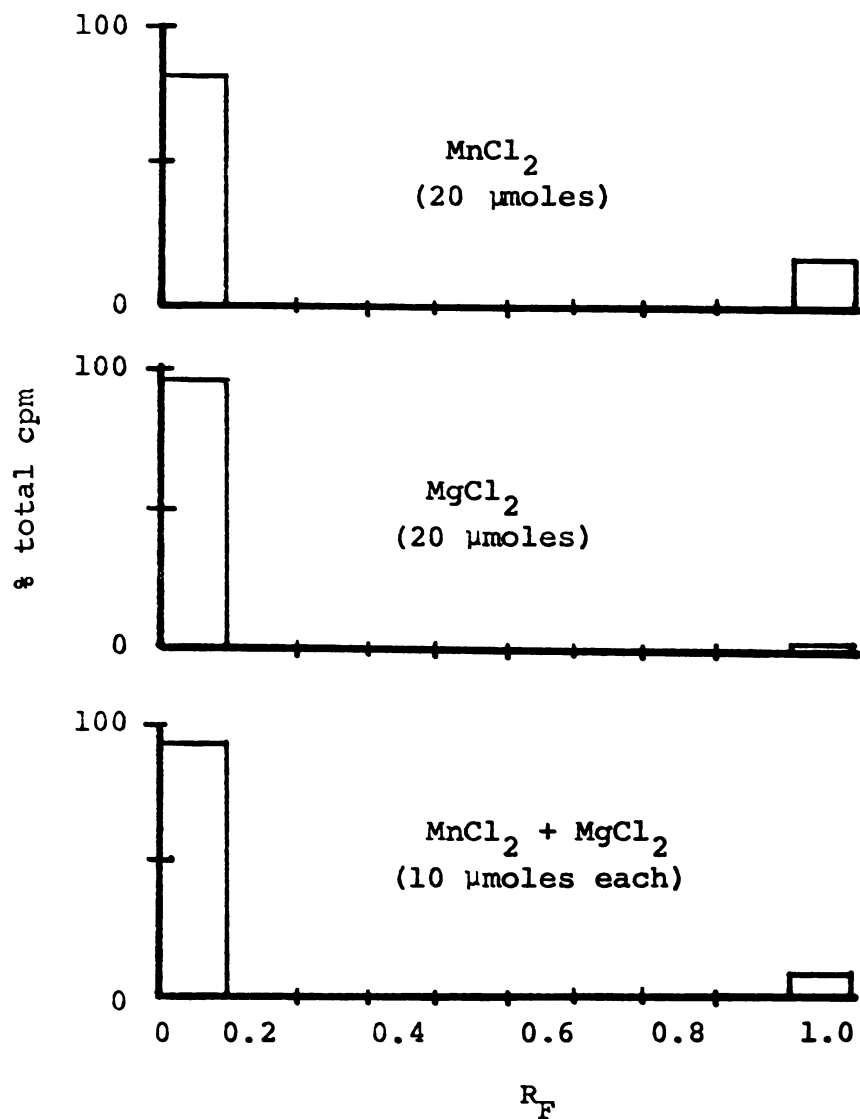 100
MnCl2
(20 μmoles)
0
100
MgCl2
(20 μmoles)
0
% total cpm
100
MnCl2 + MgCl2
(10 μmoles each)
0
0 0.2 0.4 0.6 0.8 1.0
RF